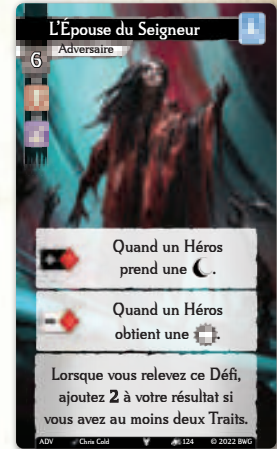 L'Épouse du Seigneur
Adversaire
6
Quand un Héros
prend une
.
Quand un Héros
obtient une
.
Lorsque vous relevez ce Défi,
ajoutez 2 à votre résultat si
vous avez au moins deux Traits.
ADV Chris Cold 124 © 2022 BWG